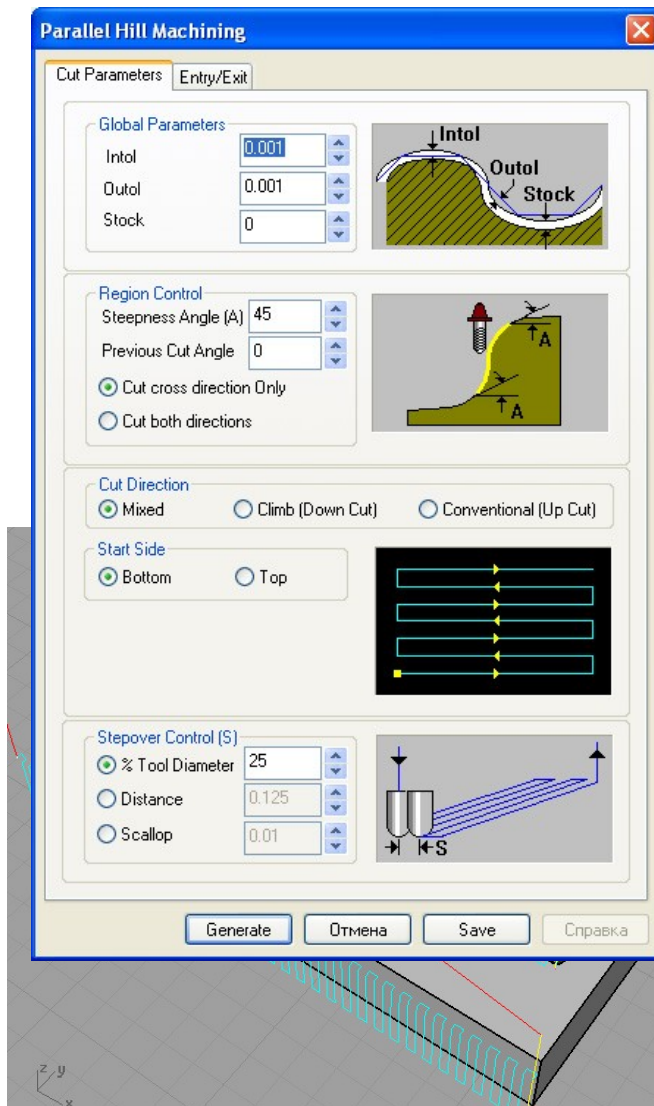 Parallel Hill Machining
Cut Parameters
Entry/Exit
Global Parameters
Intol 0.001
Outol 0.001
Stock 0
Intol
Outol
Stock
Region Control
Steepness Angle (A) 45
Previous Cut Angle 0
Cut cross direction Only
Cut both directions
A
A
Cut Direction
Mixed Climb (Down Cut) Conventional (Up Cut)
Start Side
Bottom Top
Stepover Control (S)
% Tool Diameter 25
Distance 0.125
Scallop 0.01
S
Generate Отмена Save Справка
z y
x